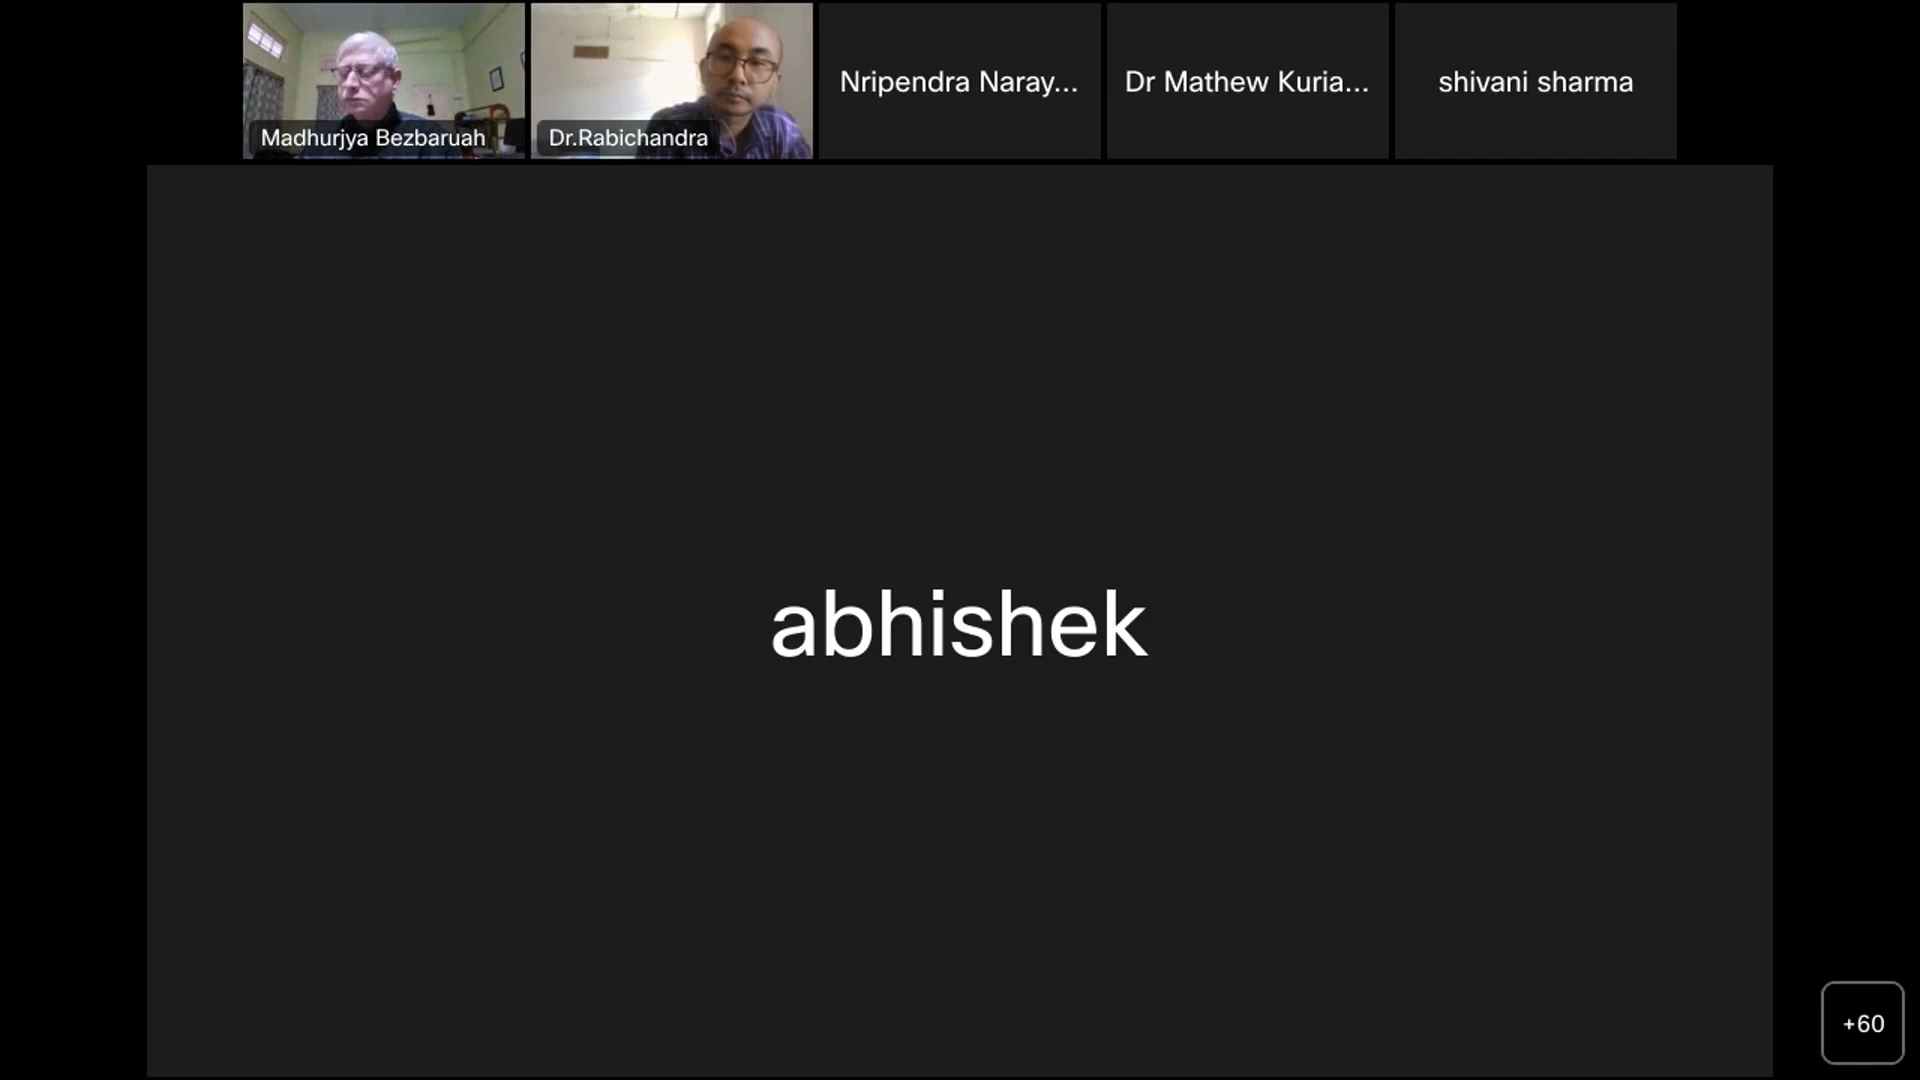 Madhurjya Bezbaruah
Dr.Rabichandra
Nripendra Naray...
Dr Mathew Kuria...
shivani sharma
abhishek
+60